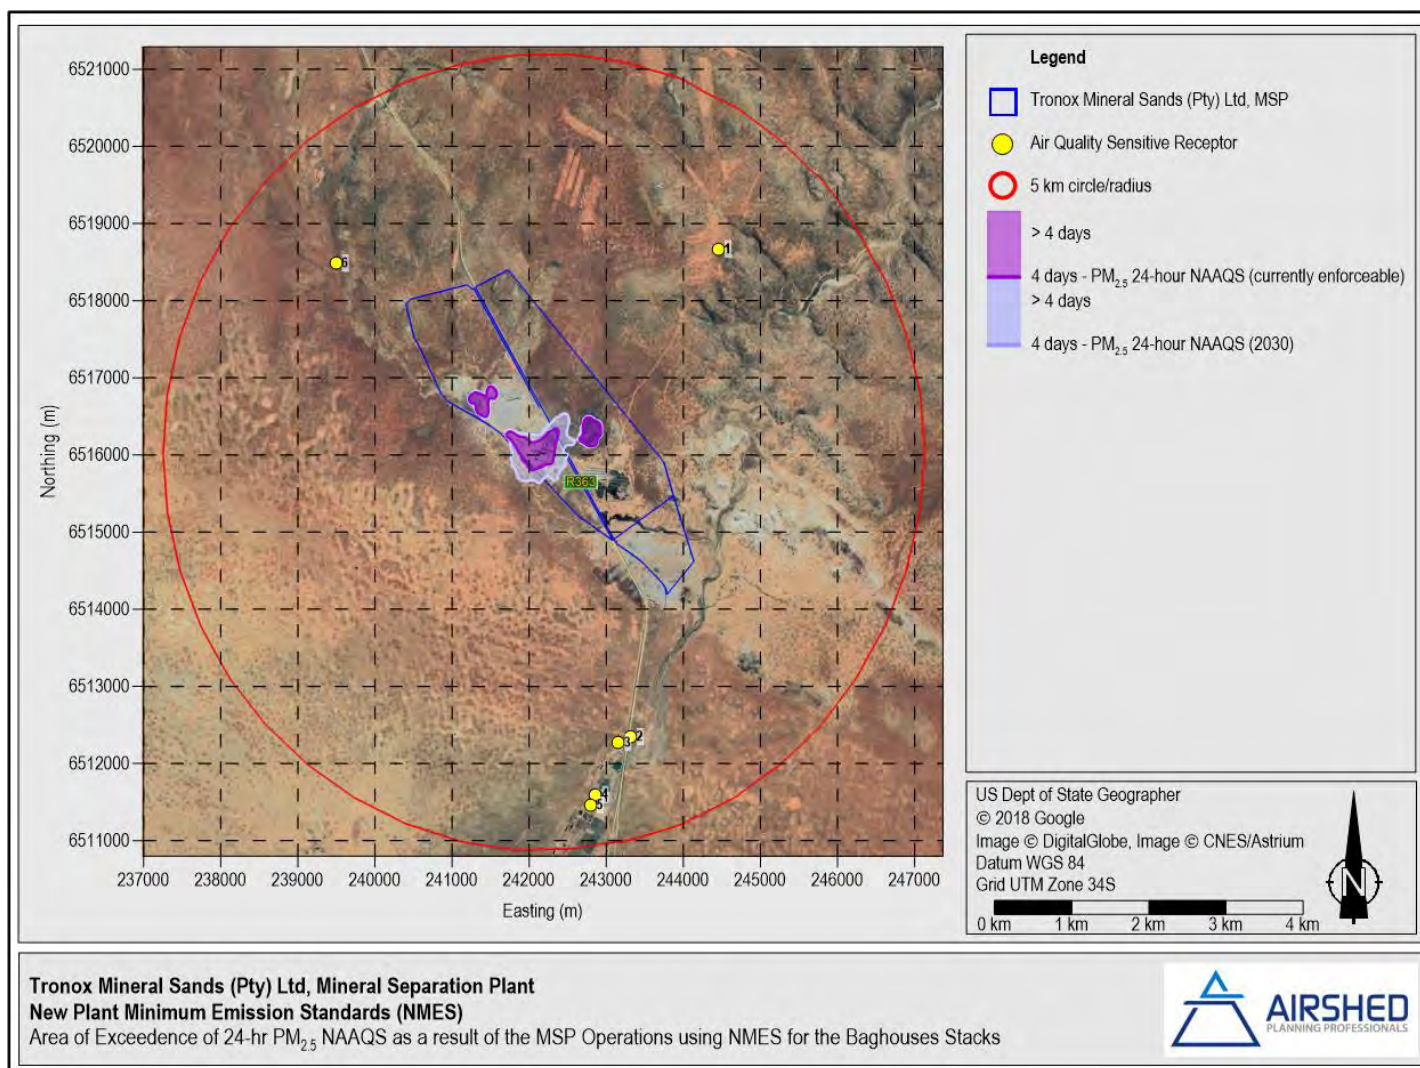 6521000
6520000
6519000
6518000
6517000
6516000
6515000
6514000
6513000
6512000
6511000
Northing (m)
237000 238000 239000 240000 241000 242000 243000 244000 245000 246000 247000
Easting (m)
1
6
R363
2
3
4
5
Legend
Tronox Mineral Sands (Pty) Ltd, MSP
Air Quality Sensitive Receptor
5 km circle/radius
> 4 days
4 days - PM2.5 24-hour NAAQS (currently enforceable)
> 4 days
4 days - PM2.5 24-hour NAAQS (2030)
US Dept of State Geographer
© 2018 Google
Image © DigitalGlobe, Image © CNES/Astrium
Datum WGS 84
Grid UTM Zone 34S
0 km 1 km 2 km 3 km 4 km
N
Tronox Mineral Sands (Pty) Ltd, Mineral Separation Plant
New Plant Minimum Emission Standards (NMES)
Area of Exceedence of 24-hr PM2.5 NAAQS as a result of the MSP Operations using NMES for the Baghouses Stacks
AIRSHED
PLANNING PROFESSIONALS